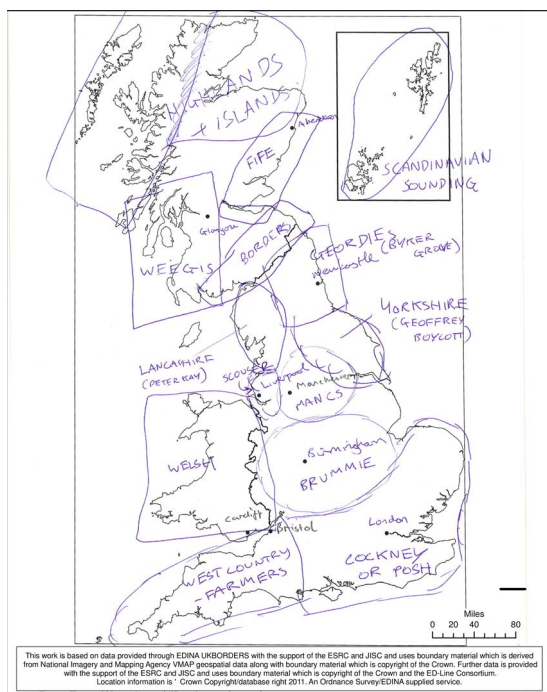 HIGHLANDS
+ ISLANDS
Aberdeen
FIFE
SCANDINAVIAN
SOUNDING
Glasgow
WEEGIS
BORDERS
GEORDIES
(BYKER
GROVE)
Newcastle
YORKSHIRE
(GEOFFREY
BOYCOTT)
LANCASHIRE
(PETER KAY)
SCOUSER
Liverpool
Manchester
MANCS
Birmingham
BRUMMIE
WELSH
Cardiff
Bristol
London
WEST COUNTRY
- FARMERS
COCKNEY
OR POSH
Miles
0 20 40 80
This work is based on data provided through EDINA UKBORDERS with the support of the ESRC and JISC and uses boundary material which is derived
from National Imagery and Mapping Agency VMAP geospatial data along with boundary material which is copyright of the Crown. Further data is provided
with the support of the ESRC and JISC and uses boundary material which is copyright of the Crown and the ED-Line Consortium.
Location information is ' Crown Copyright/database right 2011. An Ordnance Survey/EDINA supplied service.